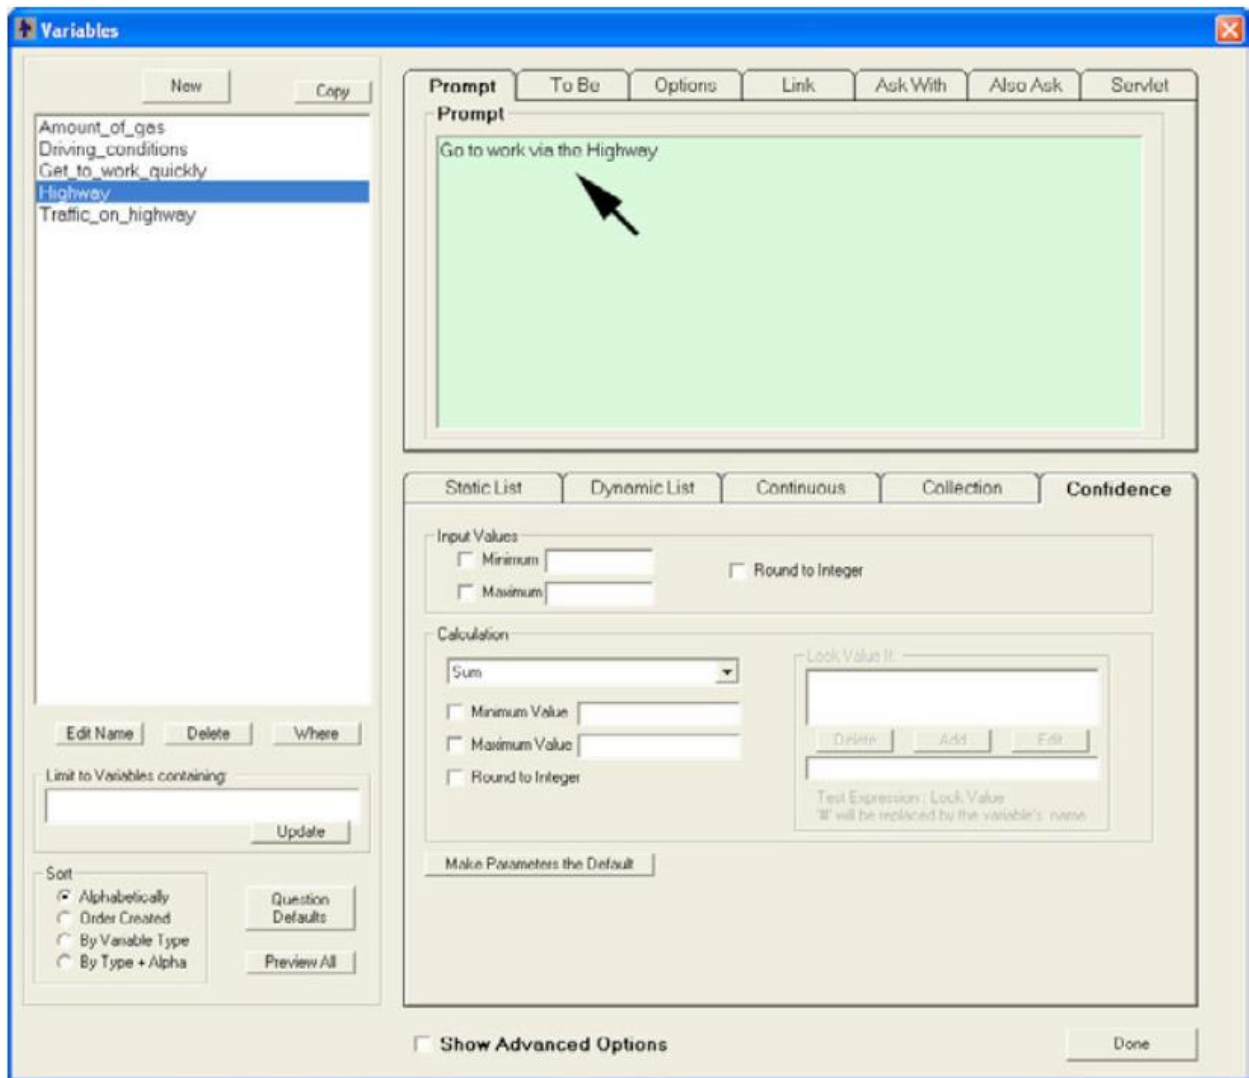 Variables
New
Copy
Amount_of_gas
Driving_conditions
Get_to_work_quickly
Highway
Traffic_on_highway
Edit Name
Delete
Where
Limit to Variables containing:
Update
Sort
Alphabetically
Order Created
By Variable Type
By Type + Alpha
Question
Defaults
Preview All
Prompt
To Be
Options
Link
Ask With
Also Ask
Servlet
Prompt
Go to work via the Highway
Static List
Dynamic List
Continuous
Collection
Confidence
Input Values
Minimum
Maximum
Round to Integer
Calculation
Sum
Minimum Value
Maximum Value
Round to Integer
Lock Value If:
Delete
Add
Edit
Test Expression ; Lock Value
'#' will be replaced by the variable's name
Make Parameters the Default
Show Advanced Options
Done